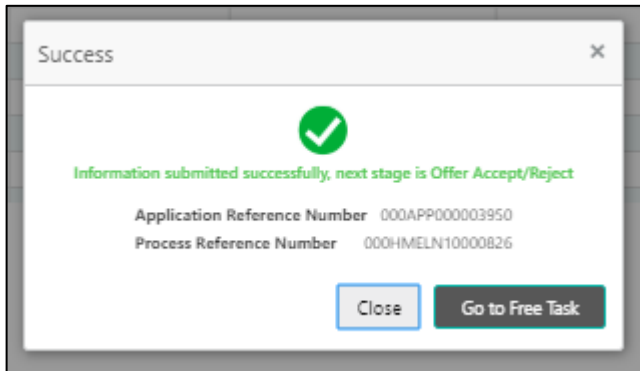 Success
Information submitted successfully, next stage is Offer Accept/Reject
Application Reference Number 000APP000003950
Process Reference Number 000HMELN10000826
Close Go to Free Task